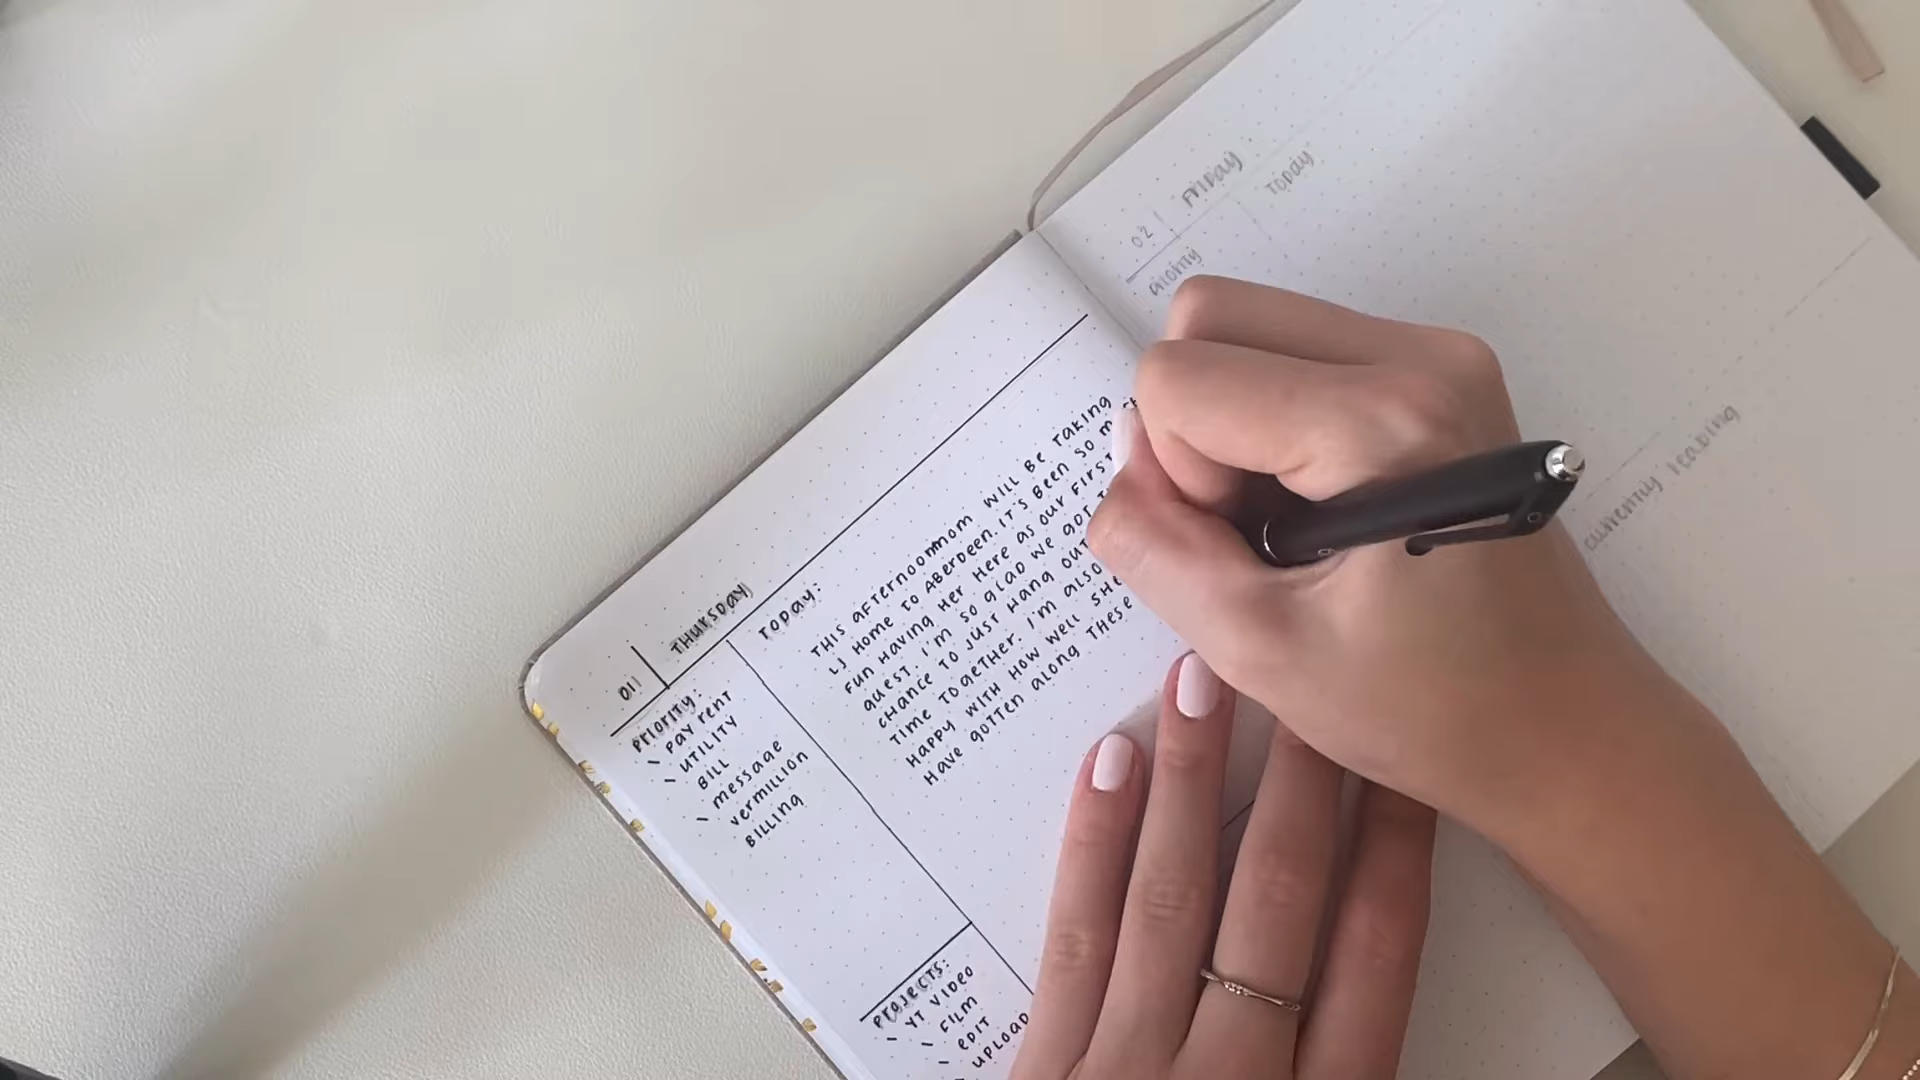 011
THURSDAY
PRIORITY:
\ PAY RENT
\ UTILITY
BILL
\ message
vermillion
BILLING
TODAY:
THIS AFTERNOON mom WILL BE TAKING
LJ HOME TO ABERDEEN. IT'S BEEN SO
FUN HAVING HER HERE AS OUR FIRST
GUEST. I'M SO GLAD WE GOT
CHANCE TO JUST HANG OUT
TIME TOGETHER. I'M ALSO
HAPPY WITH HOW WELL SHE
HAVE GOTTEN ALONG THESE
PROJECTS:
\ YT VIDEO
\ FILM
\ EDIT
UPLOAD
02
FRIDAY
TODAY
currently reading